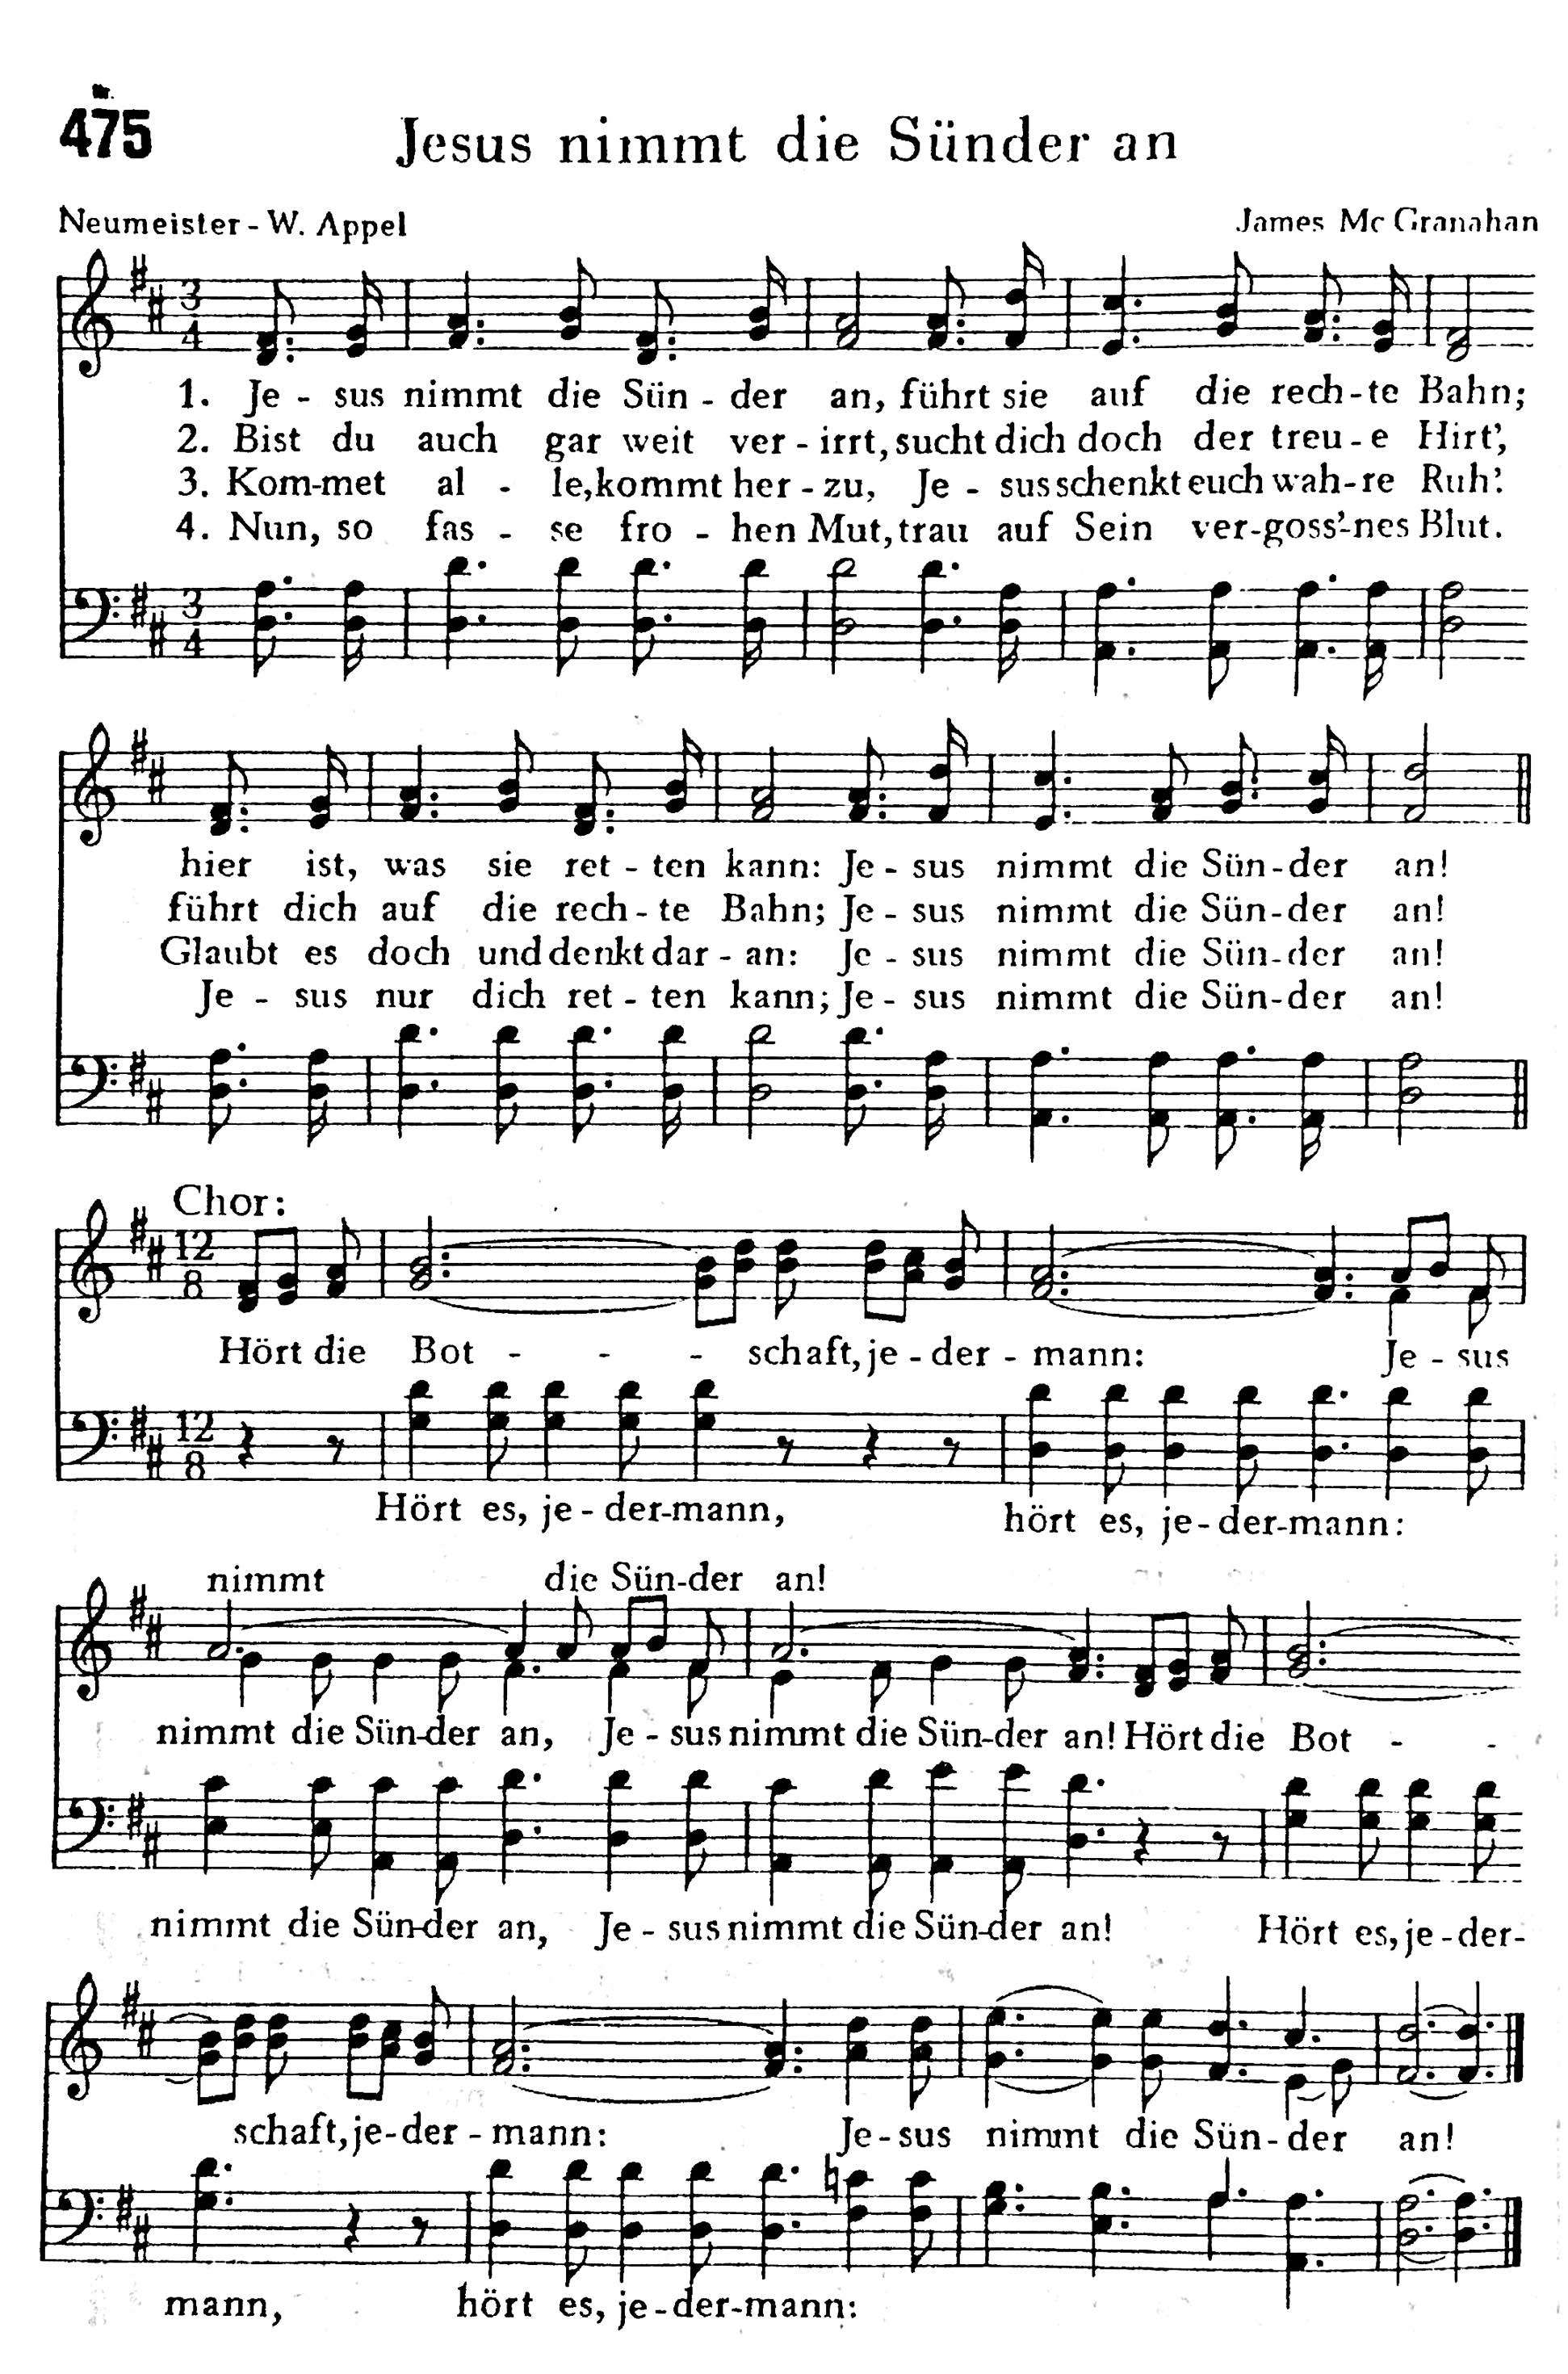 Nr.
475
Jesus nimmt die Sünder an
Neumeister - W. Appel
James Mc Granahan
3
4
1. Je - sus nimmt die Sün - der an, führt sie auf die rech - te Bahn;
2. Bist du auch gar weit ver - irrt, sucht dich doch der treu - e Hirt',
3. Kom-met al - le, kommt her - zu, Je - sus schenkt euch wah - re Ruh'.
4. Nun, so fas - se fro - hen Mut, trau auf Sein ver-goss'-nes Blut.
3
4
hier ist, was sie ret - ten kann: Je - sus nimmt die Sün - der an!
führt dich auf die rech - te Bahn; Je - sus nimmt die Sün - der an!
Glaubt es doch und denkt dar - an: Je - sus nimmt die Sün - der an!
Je - sus nur dich ret - ten kann; Je - sus nimmt die Sün - der an!
Chor:
12
8
Hört die Bot - - - schaft, je - der - mann: Je - sus
12
8
Hört es, je - der-mann, hört es, je - der-mann:
nimmt die Sün-der an!
nimmt die Sün-der an, Je - sus nimmt die Sün-der an! Hört die Bot - -
nimmt die Sün-der an, Je - sus nimmt die Sün-der an! Hört es, je - der-
schaft, je - der - mann: Je - sus nimmt die Sün - der an!
mann, hört es, je - der-mann: